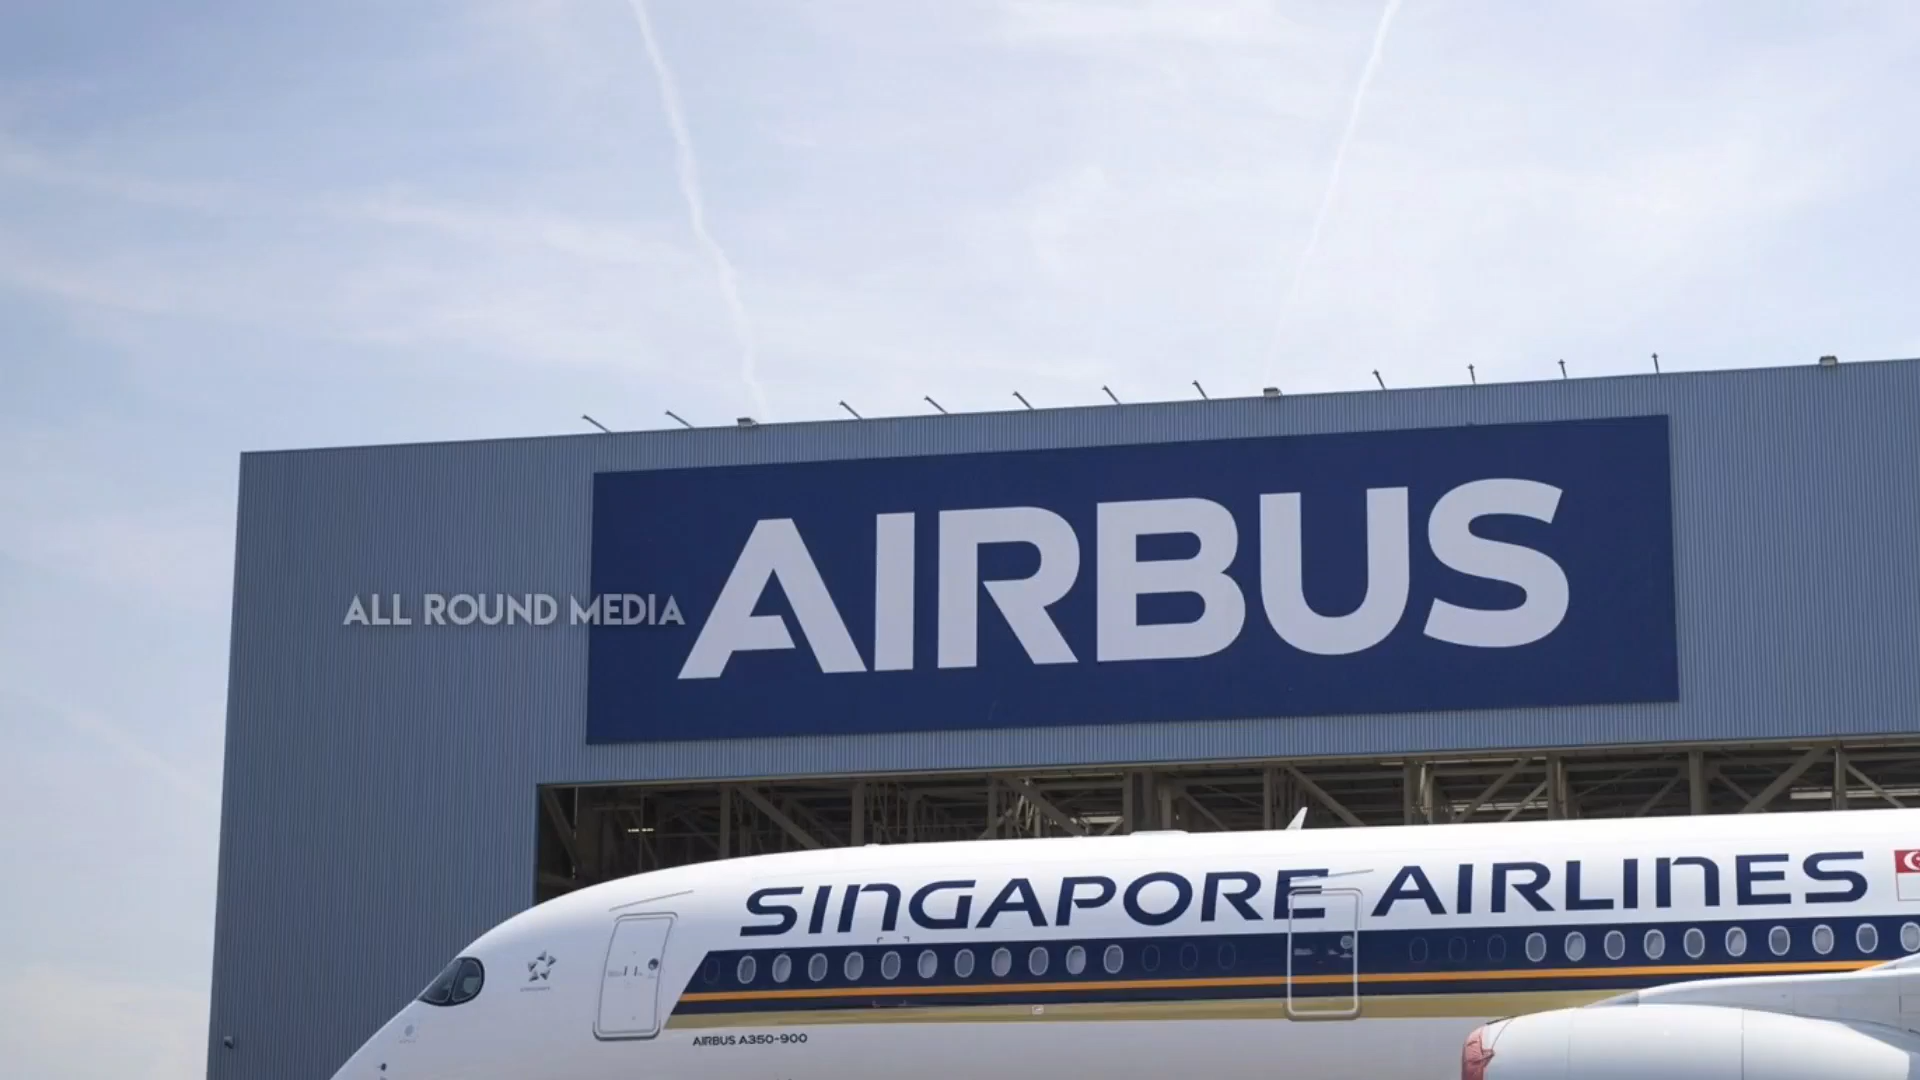 AIRBUS
ALL ROUND MEDIA
SINGAPORE AIRLINES
AIRBUS A350-900